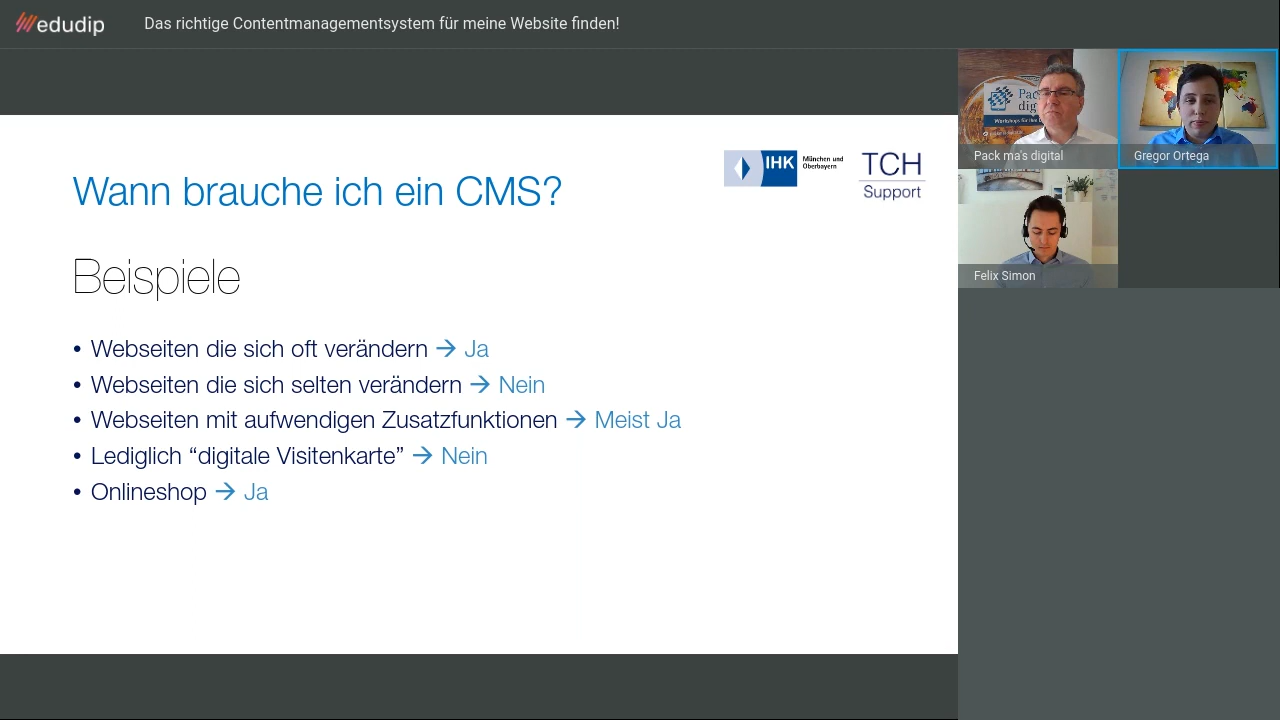 edudip
Das richtige Contentmanagementsystem für meine Website finden!
Wann brauche ich ein CMS?
IHK
München und
Oberbayern
TCH
Support
Beispiele
• Webseiten die sich oft verändern → Ja
• Webseiten die sich selten verändern → Nein
• Webseiten mit aufwendigen Zusatzfunktionen → Meist Ja
• Lediglich “digitale Visitenkarte” → Nein
• Onlineshop → Ja
Pack ma's digital
Gregor Ortega
Felix Simon